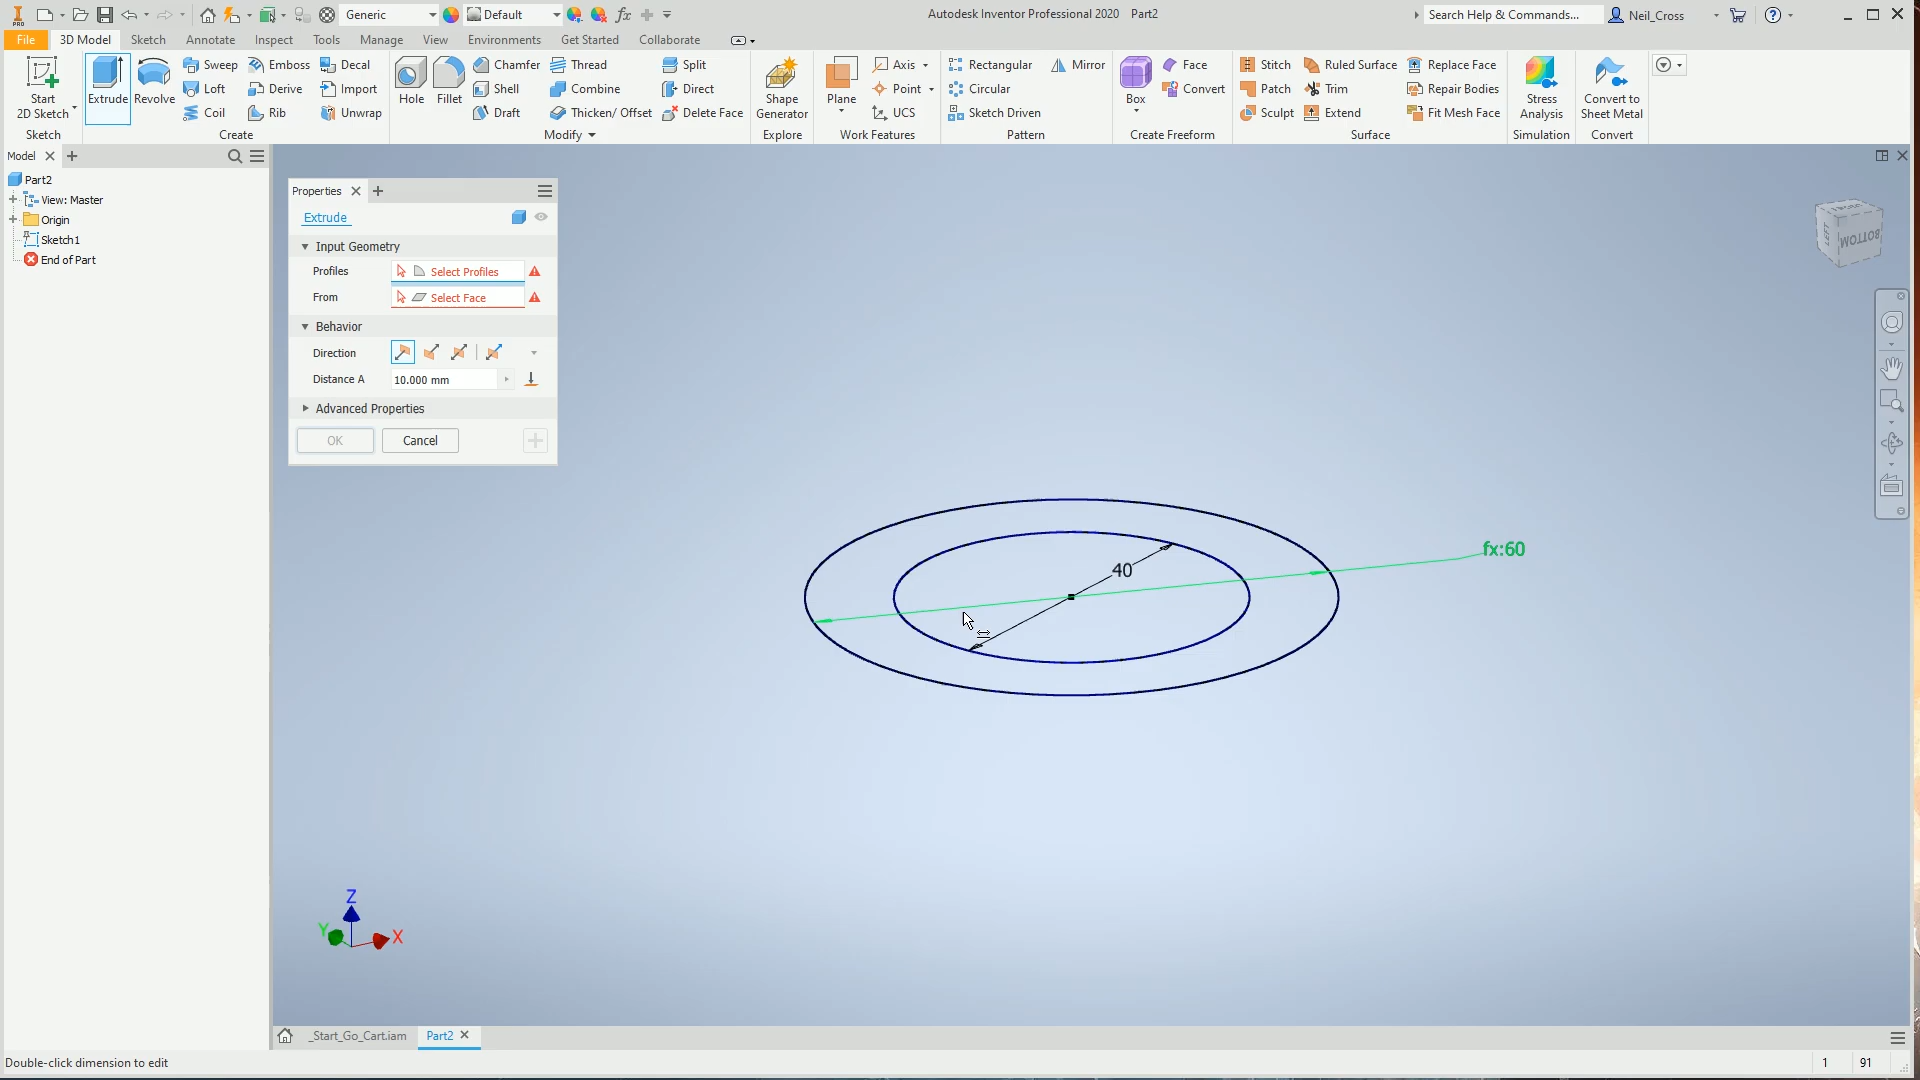 PRO Generic Default fx Autodesk Inventor Professional 2020 Part2 Search Help & Commands... Neil_Cross
File 3D Model Sketch Annotate Inspect Tools Manage View Environments Get Started Collaborate
Start 2D Sketch
Extrude Revolve
Sweep Emboss Decal
Loft Derive Import
Coil Rib Unwrap
Hole Fillet
Chamfer Thread Split
Shell Combine Direct
Draft Thicken/ Offset Delete Face
Shape Generator
Plane
Axis
Point
UCS
Rectangular Mirror
Circular
Sketch Driven
Box
Face
Convert
Stitch Ruled Surface Replace Face
Patch Trim Repair Bodies
Sculpt Extend Fit Mesh Face
Stress Analysis
Convert to Sheet Metal
Sketch Create Modify Explore Work Features Pattern Create Freeform Surface Simulation Convert
Model
Part2
View: Master
Origin
Sketch1
End of Part
Properties
Extrude
Input Geometry
Profiles Select Profiles
From Select Face
Behavior
Direction
Distance A 10.000 mm
Advanced Properties
OK Cancel
LEFT
BOTTOM
fx:60
40
Z
Y
X
_Start_Go_Cart.iam Part2
Double-click dimension to edit 1 91